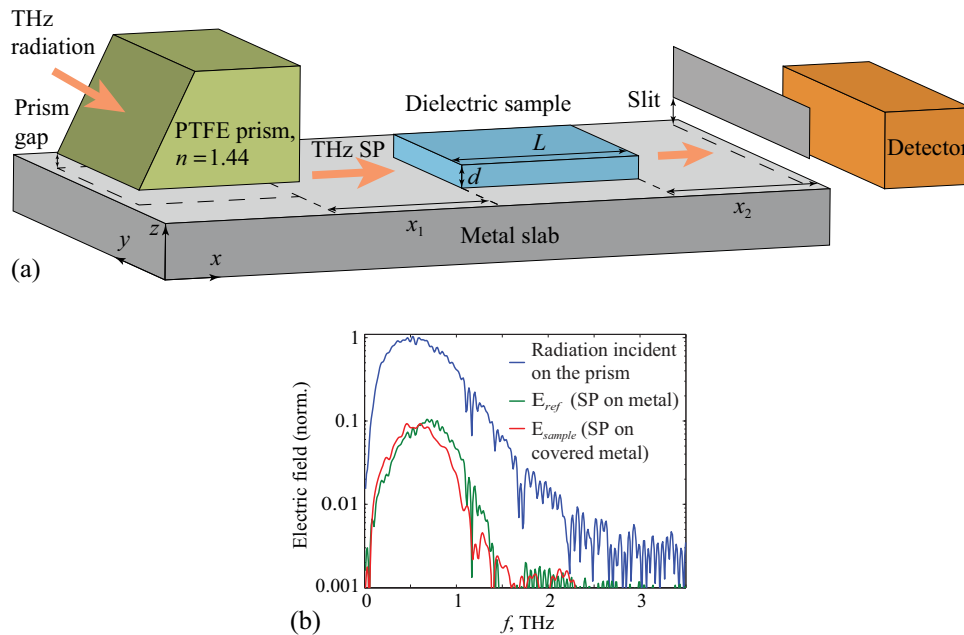 THz
radiation
Prism
gap
PTFE prism,
n = 1.44
THz SP
Dielectric sample
L
d
Slit
Detector
x1
x2
Metal slab
z
y
x
(a)
Electric field (norm.)
1
0.1
0.01
0.001
Radiation incident
on the prism
Eref (SP on metal)
Esample (SP on
covered metal)
0
1
2
3
f, THz
(b)